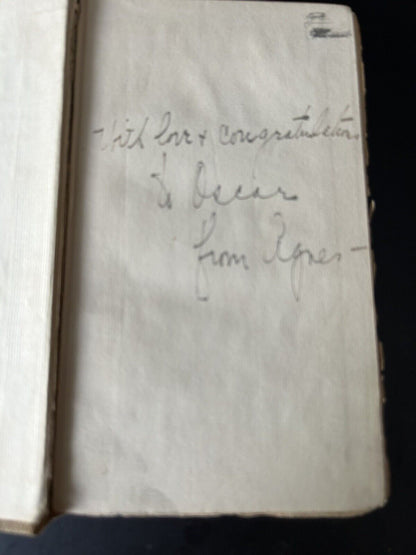 With love + congratulations
to Oscar
from Agnes —